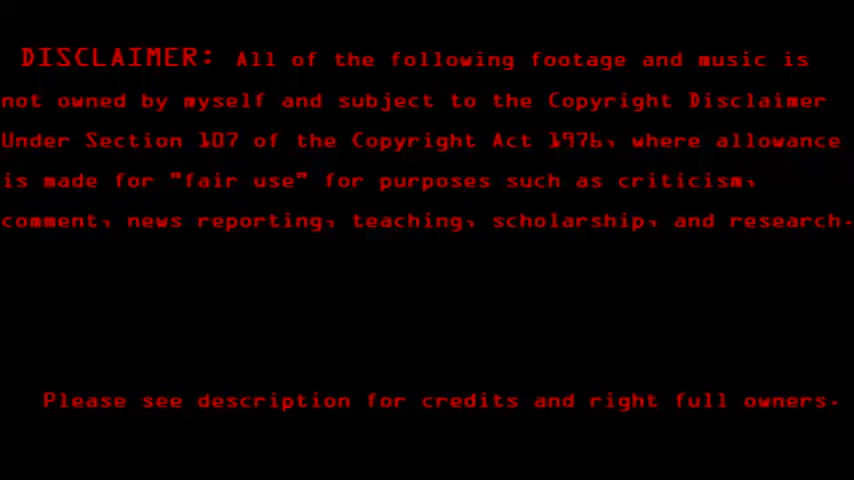 DISCLAIMER: All of the following footage and music is
not owned by myself and subject to the Copyright Disclaimer
Under Section 107 of the Copyright Act 1976, where allowance
is made for "fair use" for purposes such as criticism,
comment, news reporting, teaching, scholarship, and research.
Please see description for credits and right full owners.